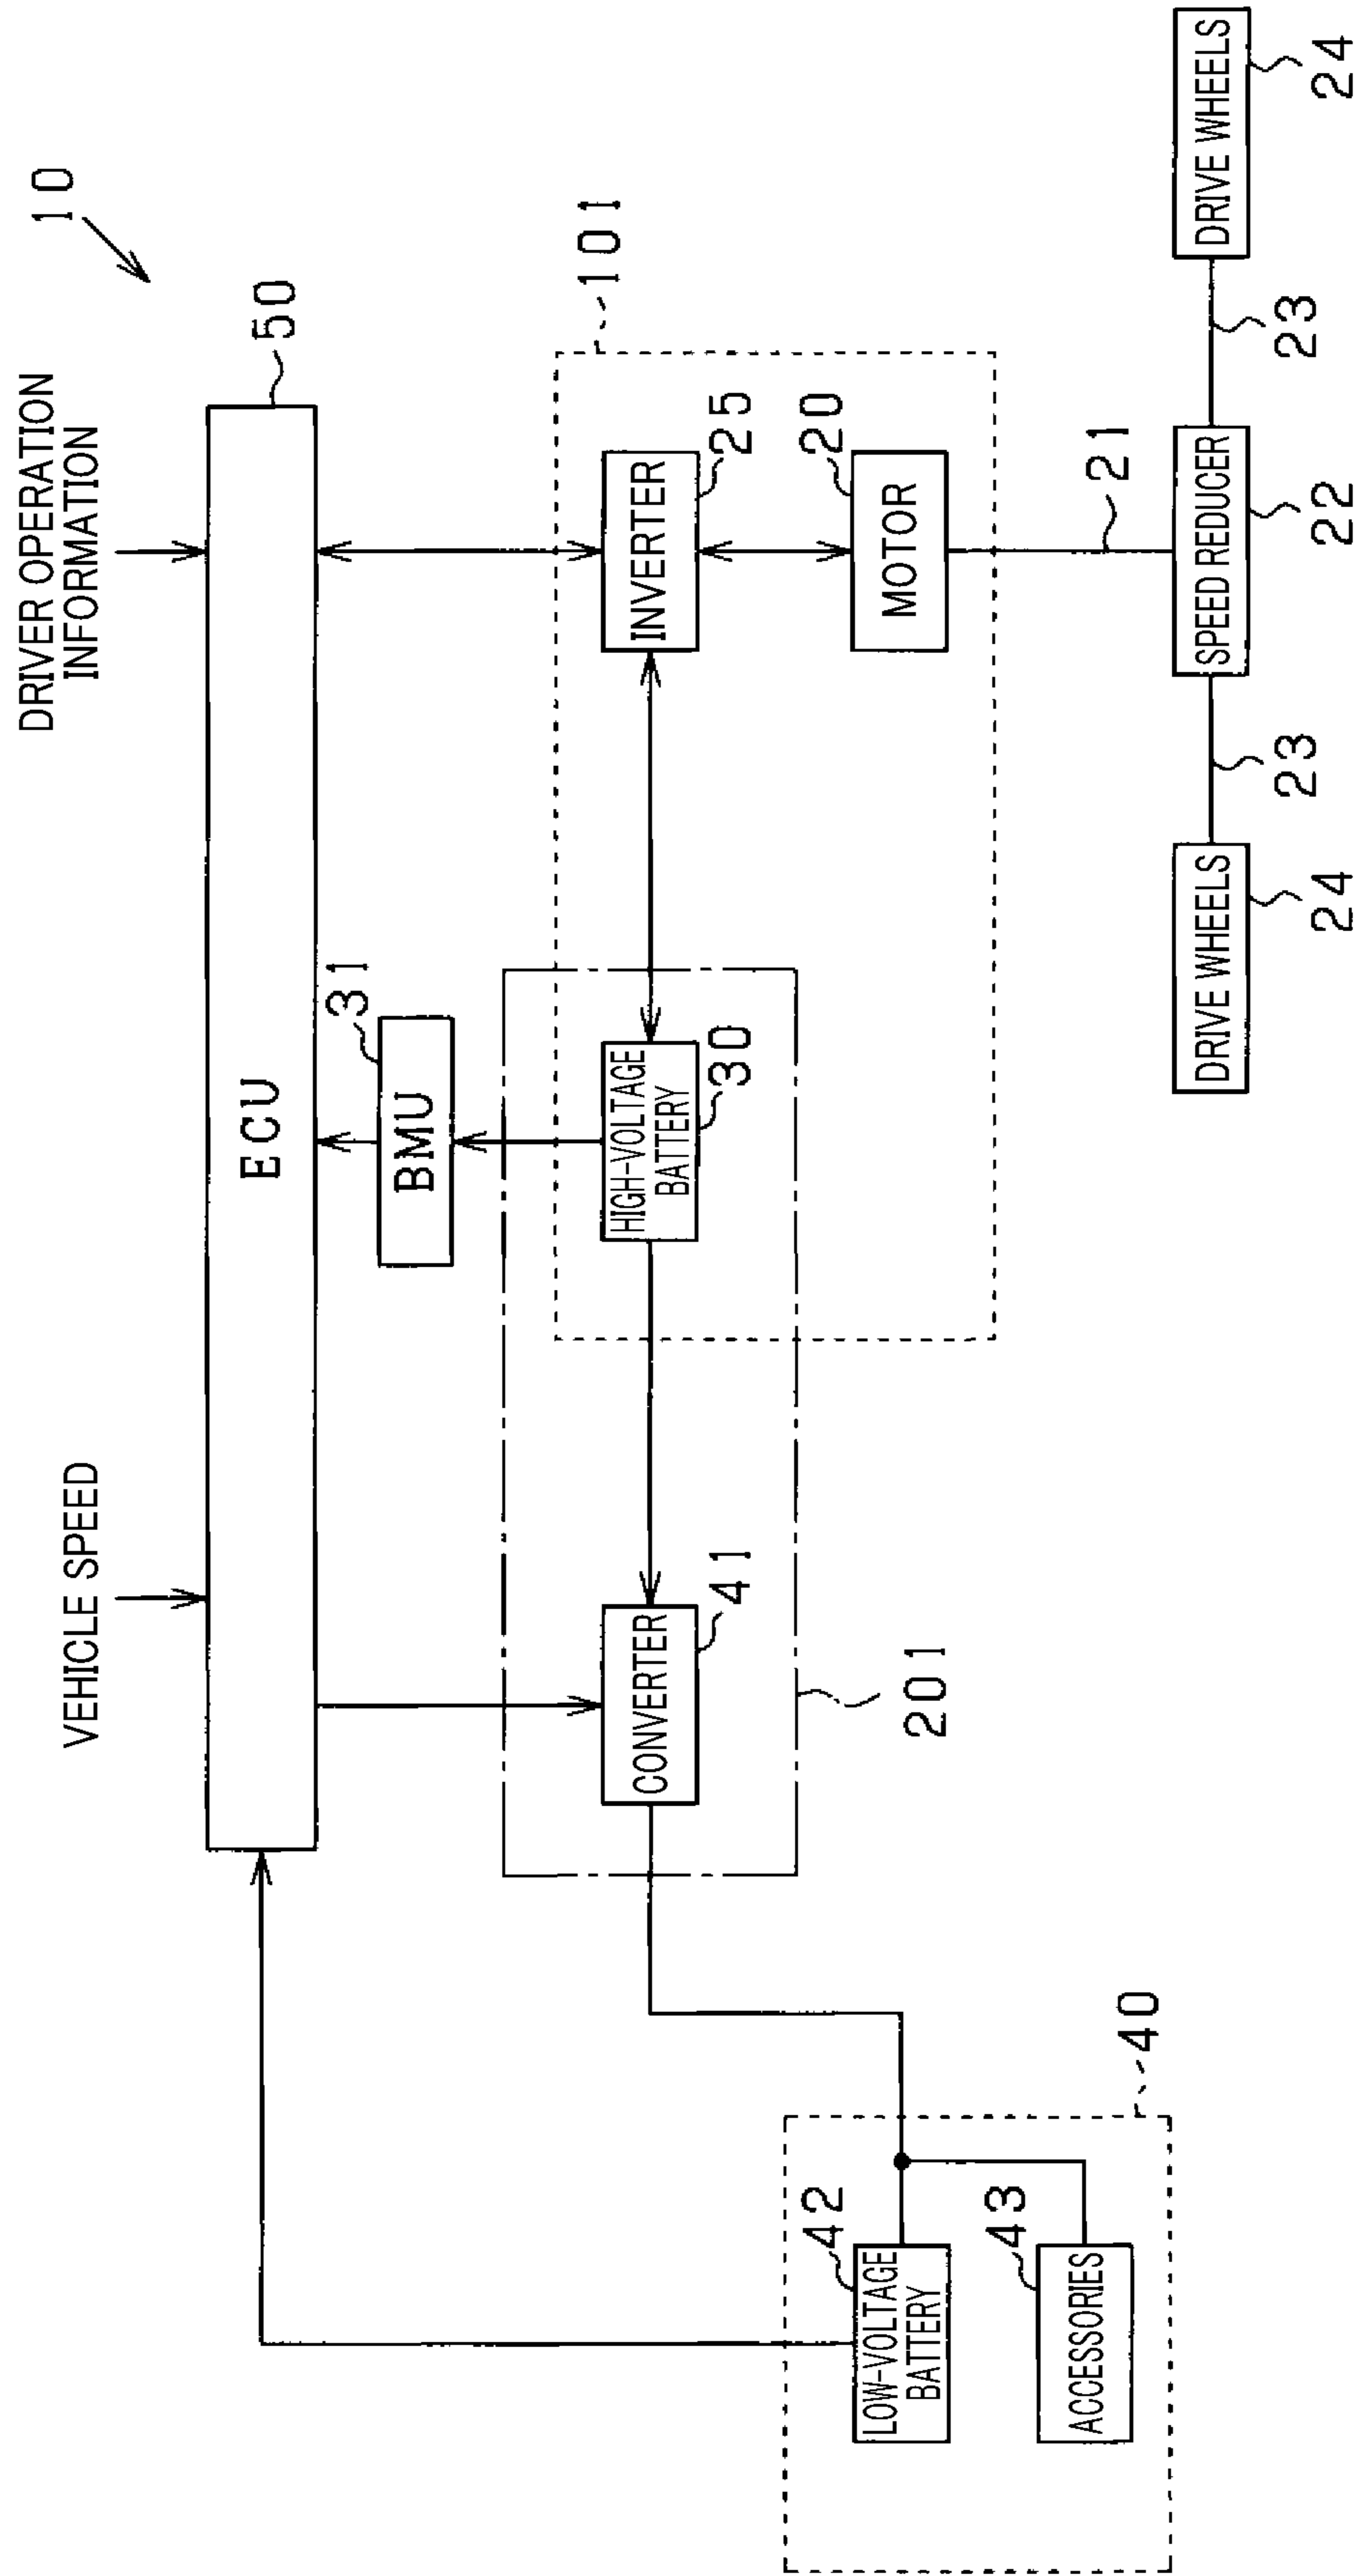 10
DRIVER OPERATION
INFORMATION
VEHICLE SPEED
50
ECU
31
BMU
101
INVERTER
25
HIGH-VOLTAGE
BATTERY
30
CONVERTER
41
201
MOTOR
20
21
40
LOW-VOLTAGE
BATTERY
42
ACCESSORIES
43
DRIVE WHEELS
24
23
SPEED REDUCER
22
23
DRIVE WHEELS
24